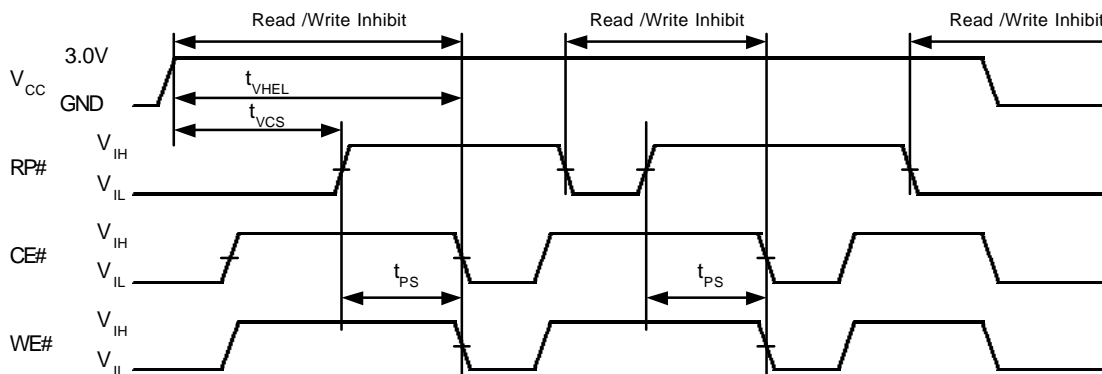 Read /Write Inhibit
Read /Write Inhibit
Read /Write Inhibit
3.0V
VCC
GND
tVHEL
tVCS
VIH
RP#
VIL
VIH
CE#
VIL
tPS
tPS
VIH
WE#
VIL